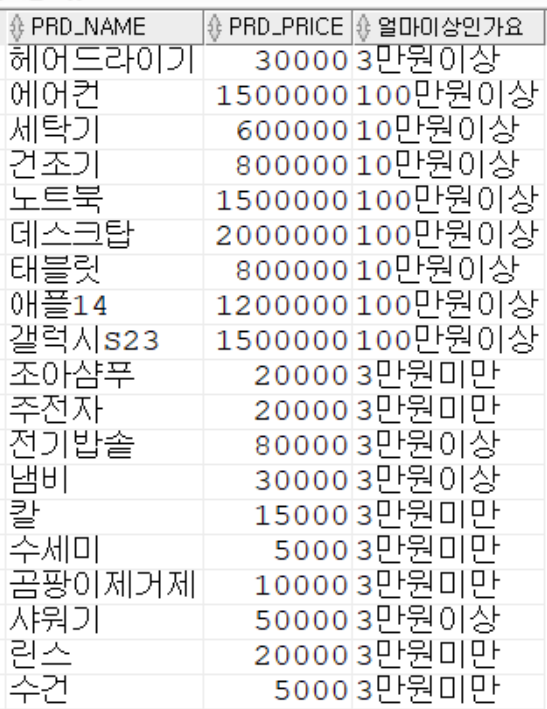 PRD_NAME PRD_PRICE 얼마이상인가요
헤어드라이기 30000 3만원이상
에어컨 1500000 100만원이상
세탁기 600000 10만원이상
건조기 800000 10만원이상
노트북 1500000 100만원이상
데스크탑 2000000 100만원이상
태블릿 800000 10만원이상
애플14 1200000 100만원이상
갤럭시S23 1500000 100만원이상
조아샴푸 20000 3만원미만
주전자 20000 3만원미만
전기밥솥 80000 3만원이상
냄비 30000 3만원이상
칼 15000 3만원미만
수세미 5000 3만원미만
곰팡이제거제 10000 3만원미만
샤워기 50000 3만원이상
린스 20000 3만원미만
수건 5000 3만원미만